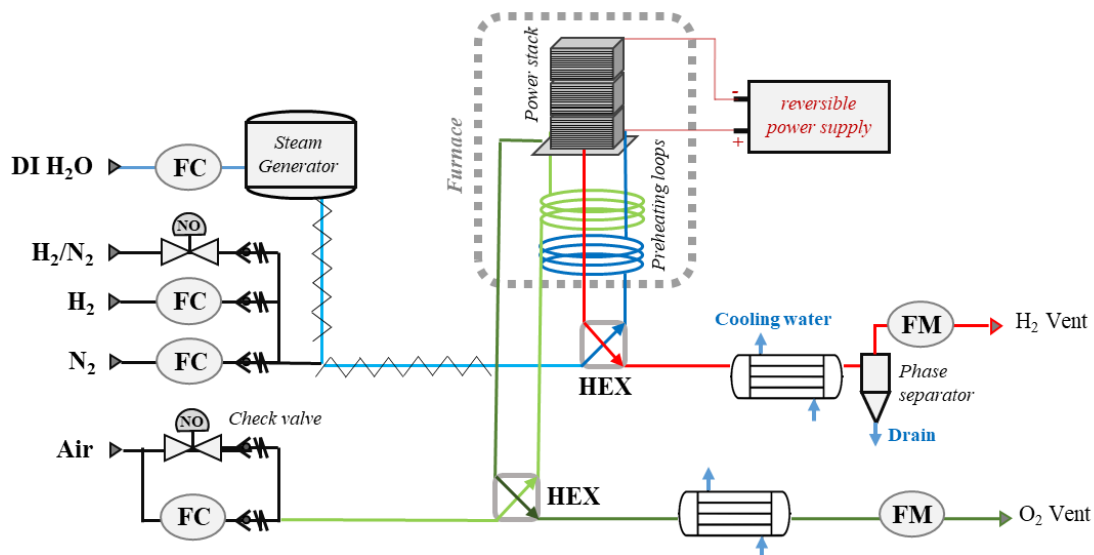 Power stack
Furnace
Preheating loops
-
+
reversible
power supply
Steam
Generator
DI H₂O
FC
NO
H₂/N₂
H₂
FC
N₂
FC
Cooling water
HEX
FM
H₂ Vent
Phase
separator
Drain
NO
Check valve
Air
FC
HEX
FM
O₂ Vent